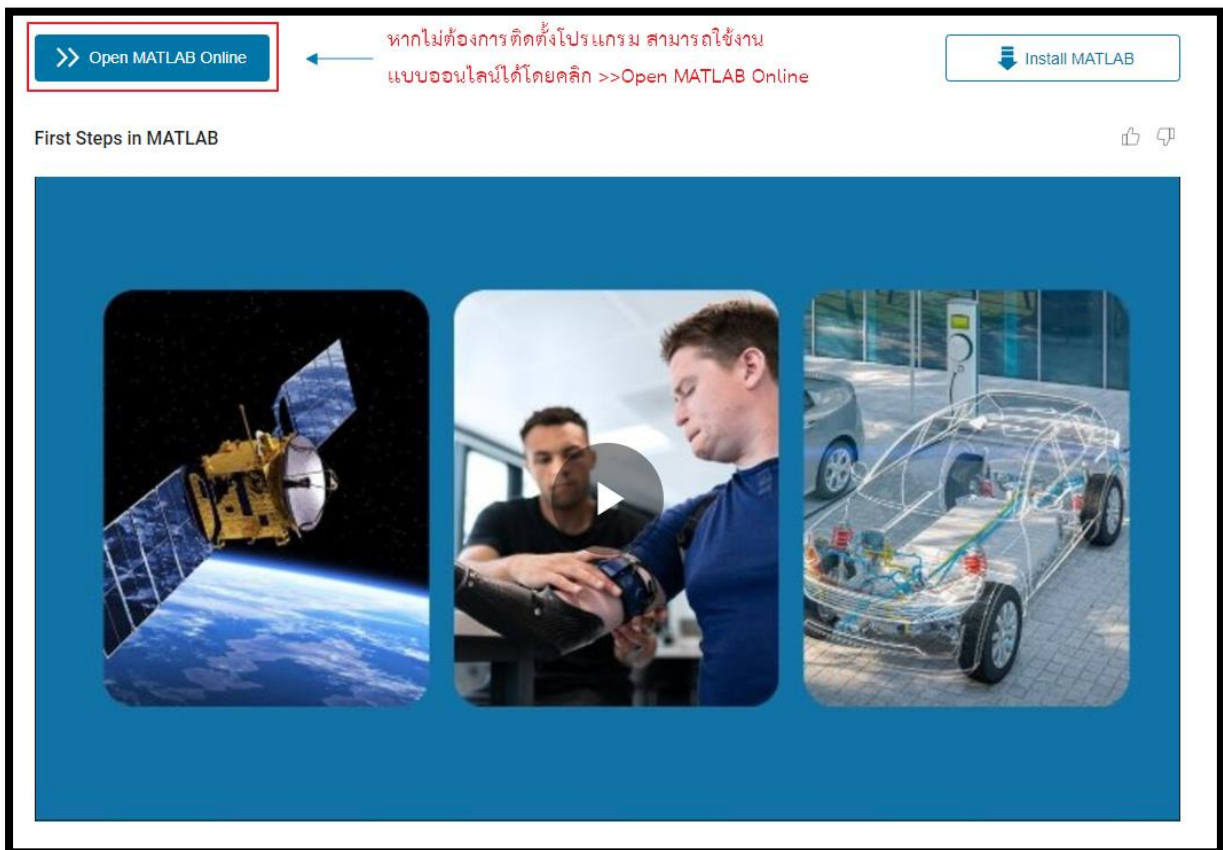 >> Open MATLAB Online
หากไม่ต้องการติดตั้งโปรแกรม สามารถใช้งาน
แบบออนไลน์ได้โดยคลิก >>Open MATLAB Online
Install MATLAB
First Steps in MATLAB